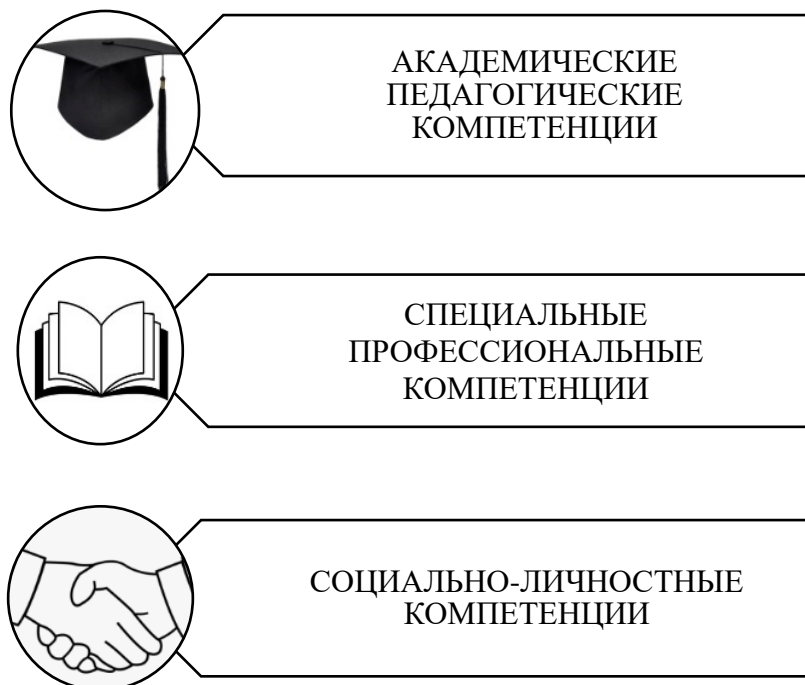 АКАДЕМИЧЕСКИЕ
ПЕДАГОГИЧЕСКИЕ
КОМПЕТЕНЦИИ
СПЕЦИАЛЬНЫЕ
ПРОФЕССИОНАЛЬНЫЕ
КОМПЕТЕНЦИИ
СОЦИАЛЬНО-ЛИЧНОСТНЫЕ
КОМПЕТЕНЦИИ